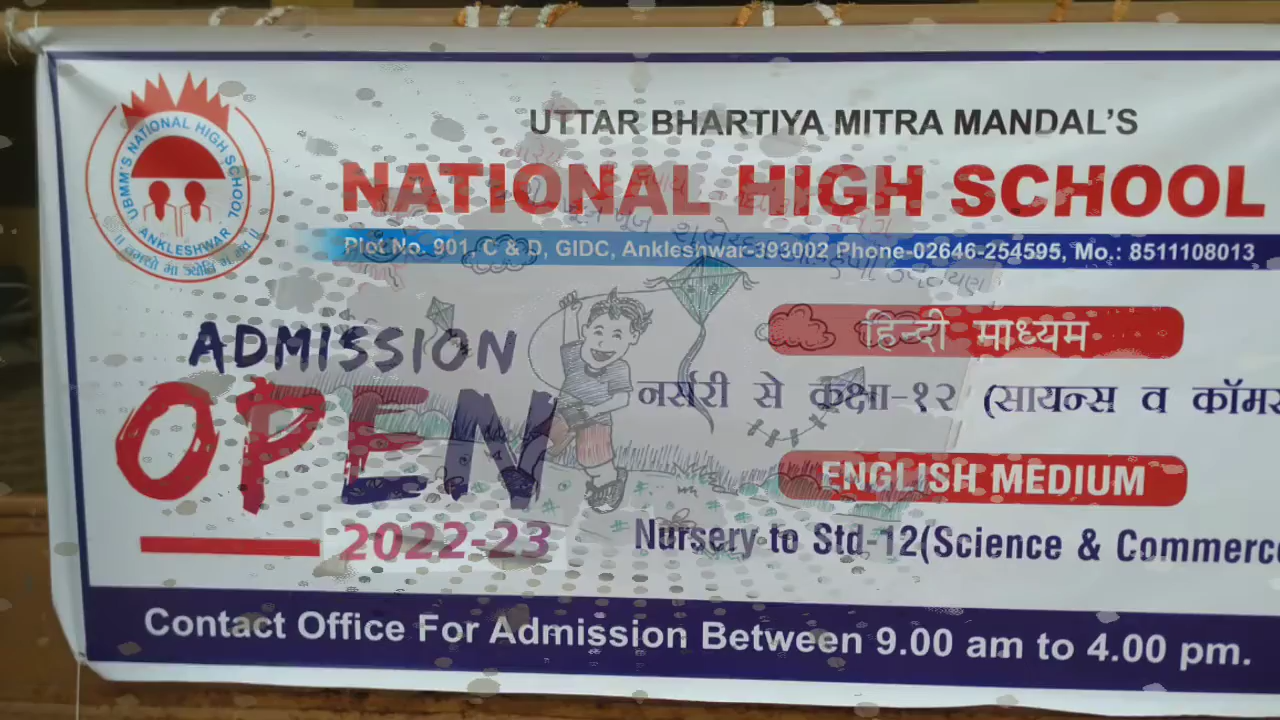 UBMM'S NATIONAL HIGH SCHOOL
ANKLESHWAR
UTTAR BHARTIYA MITRA MANDAL'S
NATIONAL HIGH SCHOOL
Plot No. 901, C & D, GIDC, Ankleshwar-393002 Phone-02646-254595, Mo.: 8511108013
ADMISSION
OPEN
2022-23
हिन्दी माध्यम
नर्सरी से कक्षा-१२ (सायन्स व
ENGLISH MEDIUM
Nursery to Std-12(Science & Commerc
Contact Office For Admission Between 9.00 am to 4.00 pm.